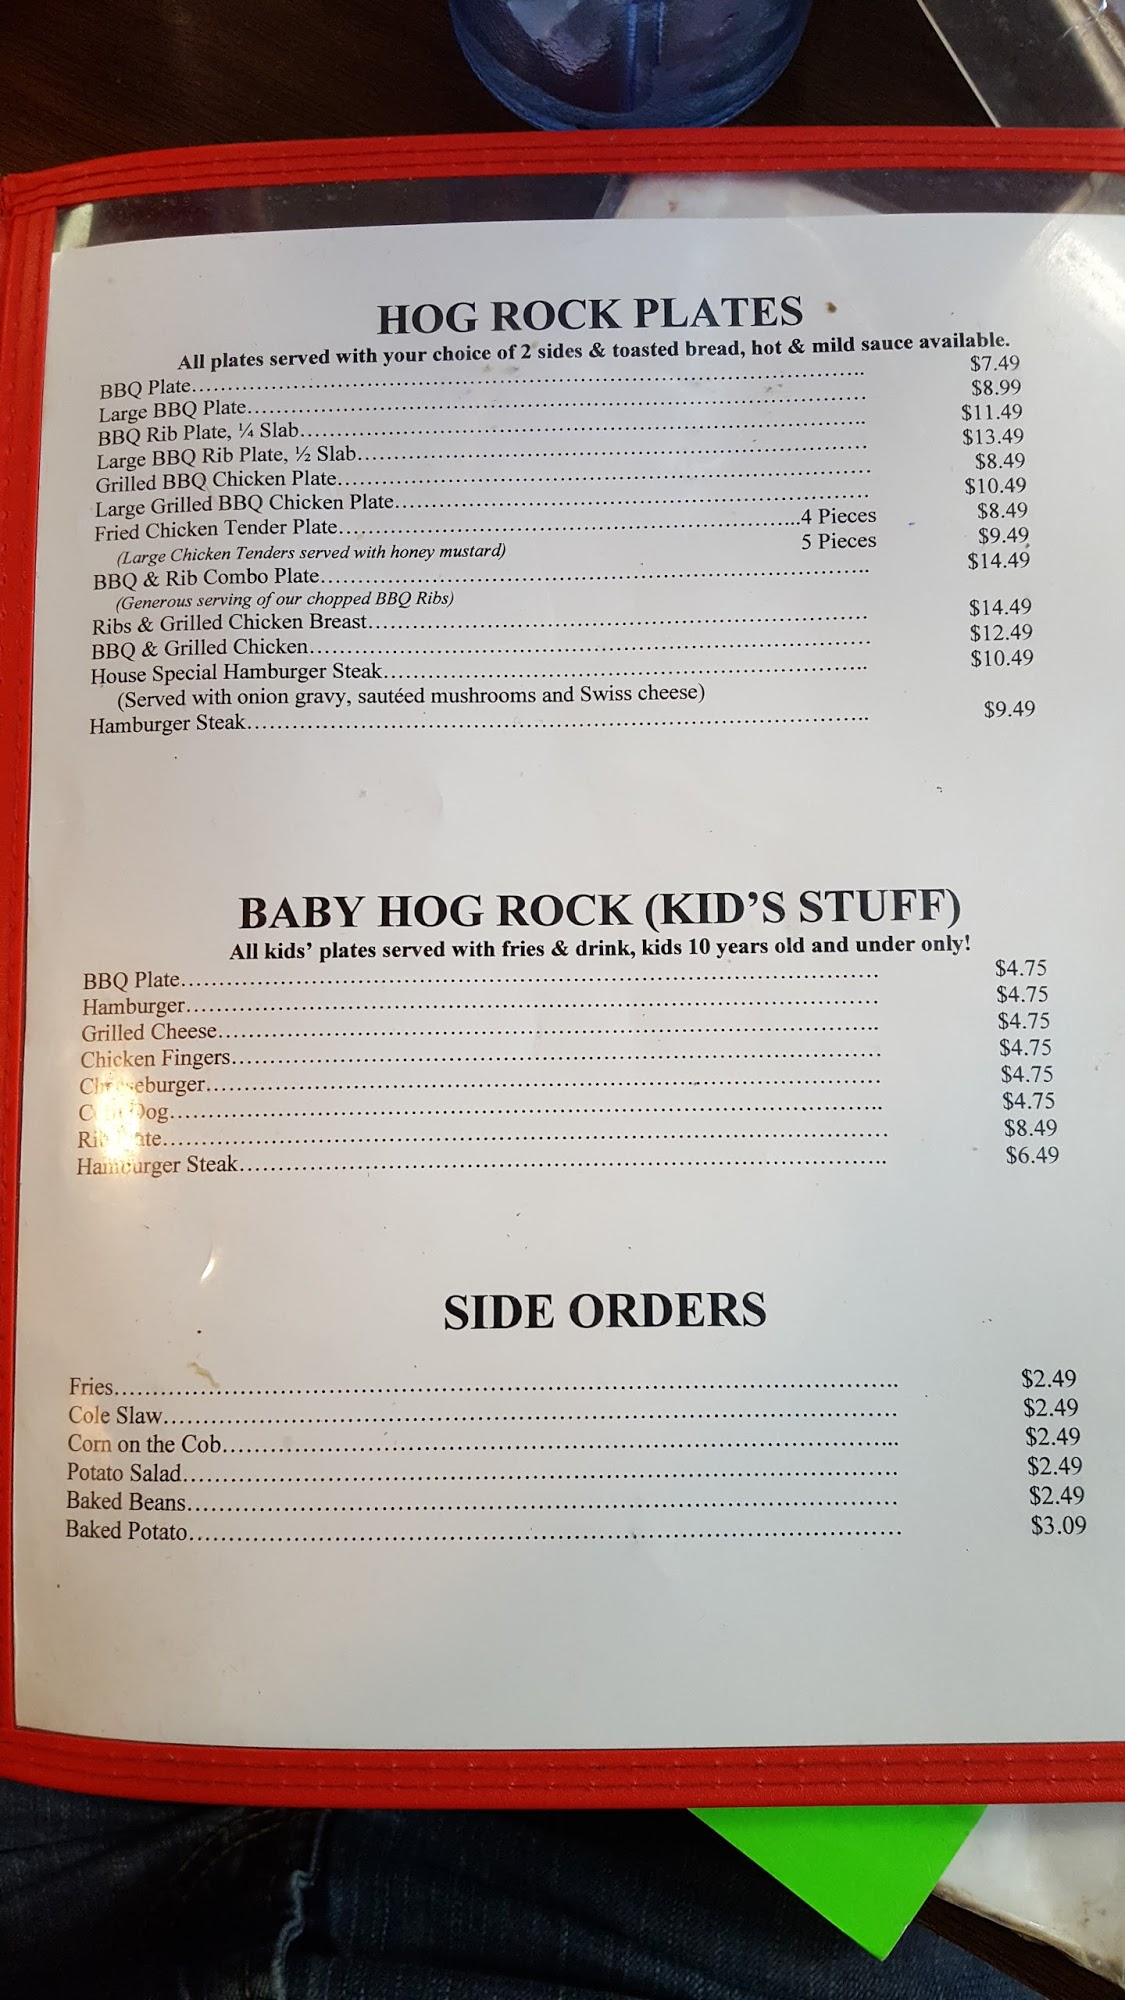 HOG ROCK PLATES
All plates served with your choice of 2 sides & toasted bread, hot & mild sauce available.
BBQ Plate $7.49
Large BBQ Plate $8.99
BBQ Rib Plate, ¼ Slab $11.49
Large BBQ Rib Plate, ½ Slab $13.49
Grilled BBQ Chicken Plate $8.49
Large Grilled BBQ Chicken Plate $10.49
Fried Chicken Tender Plate 4 Pieces $8.49
(Large Chicken Tenders served with honey mustard) 5 Pieces $9.49
BBQ & Rib Combo Plate $14.49
(Generous serving of our chopped BBQ Ribs)
Ribs & Grilled Chicken Breast $14.49
BBQ & Grilled Chicken $12.49
House Special Hamburger Steak $10.49
(Served with onion gravy, sautéed mushrooms and Swiss cheese)
Hamburger Steak $9.49
BABY HOG ROCK (KID'S STUFF)
All kids' plates served with fries & drink, kids 10 years old and under only!
BBQ Plate $4.75
Hamburger $4.75
Grilled Cheese $4.75
Chicken Fingers $4.75
Cheeseburger $4.75
Dog $4.75
$8.49
Hamburger Steak $6.49
SIDE ORDERS
Fries $2.49
Cole Slaw $2.49
Corn on the Cob $2.49
Potato Salad $2.49
Baked Beans $2.49
Baked Potato $3.09